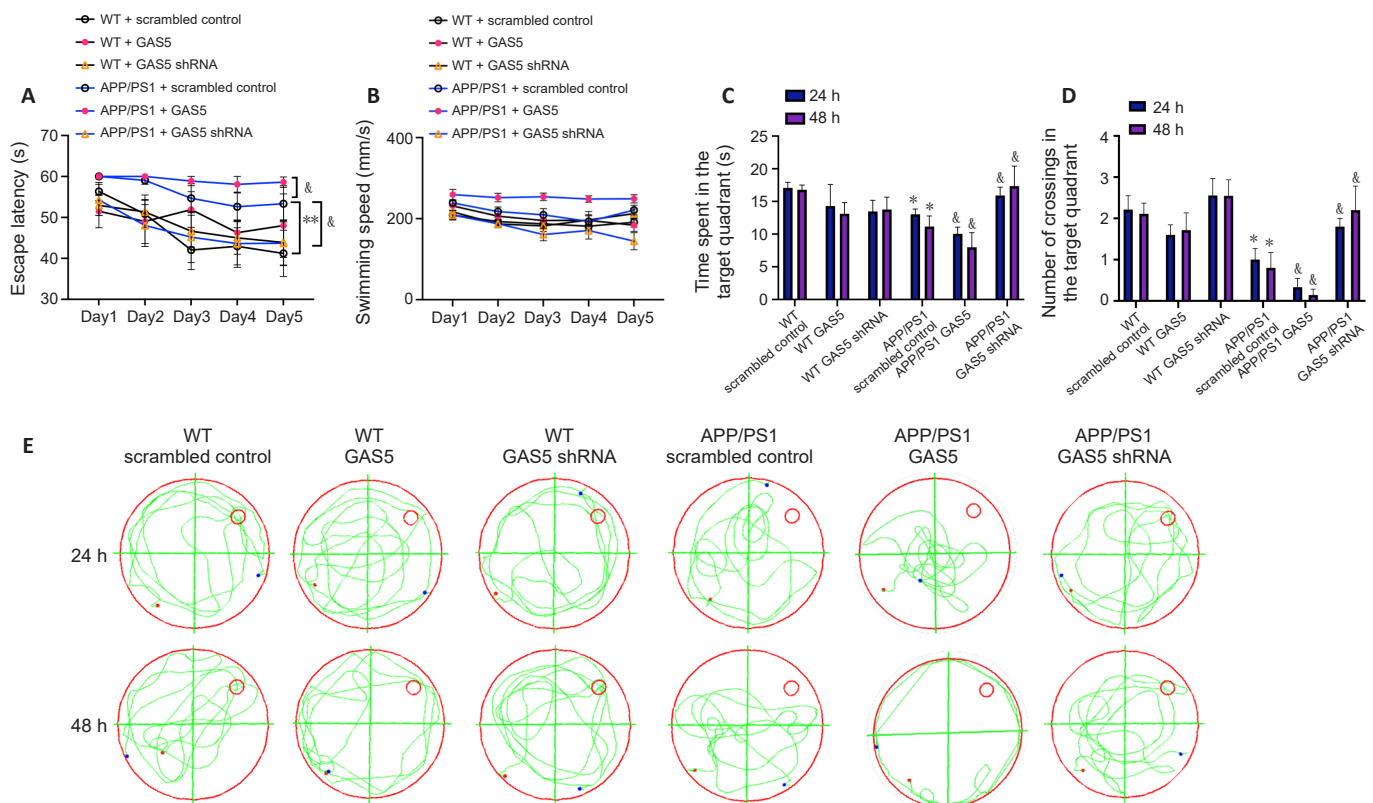 A
WT + scrambled control
WT + GAS5
WT + GAS5 shRNA
APP/PS1 + scrambled control
APP/PS1 + GAS5
APP/PS1 + GAS5 shRNA
Escape latency (s)
70
60
50
40
30
Day1 Day2 Day3 Day4 Day5
&
**
&
B
WT + scrambled control
WT + GAS5
WT + GAS5 shRNA
APP/PS1 + scrambled control
APP/PS1 + GAS5
APP/PS1 + GAS5 shRNA
Swimming speed (mm/s)
400
200
0
Day1 Day2 Day3 Day4 Day5
C
24 h
48 h
Time spent in the
target quadrant (s)
25
20
15
10
5
0
* *
& &
& &
WT
scrambled control
WT GAS5
WT GAS5 shRNA
APP/PS1
scrambled control
APP/PS1 GAS5
APP/PS1
GAS5 shRNA
D
24 h
48 h
Number of crossings in
the target quadrant
4
3
2
1
0
* *
& &
& &
WT
scrambled control
WT GAS5
WT GAS5 shRNA
APP/PS1
scrambled control
APP/PS1 GAS5
APP/PS1
GAS5 shRNA
E
WT
scrambled control
WT
GAS5
WT
GAS5 shRNA
APP/PS1
scrambled control
APP/PS1
GAS5
APP/PS1
GAS5 shRNA
24 h
48 h